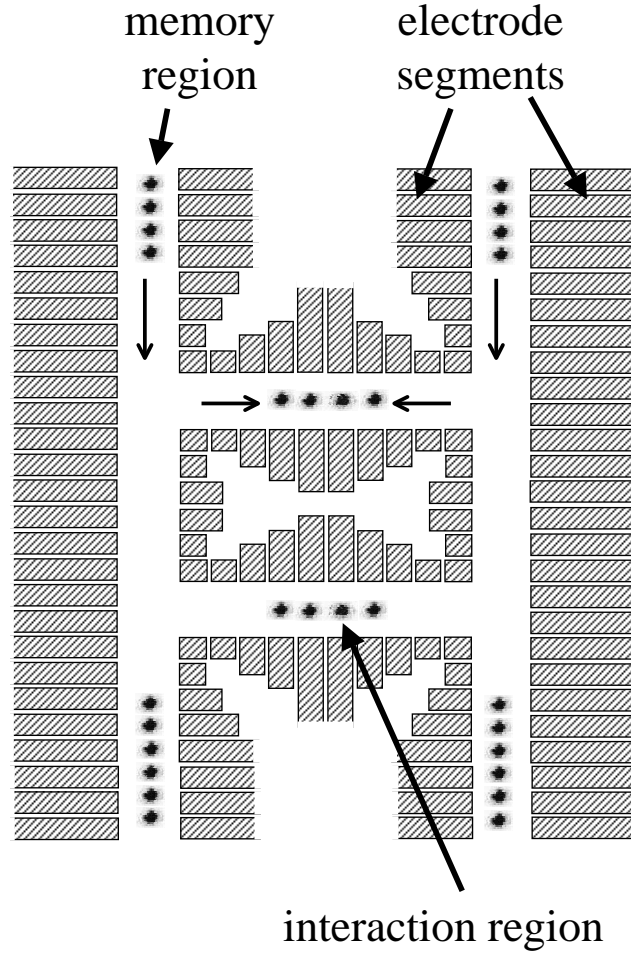 memory
region
electrode
segments
interaction region